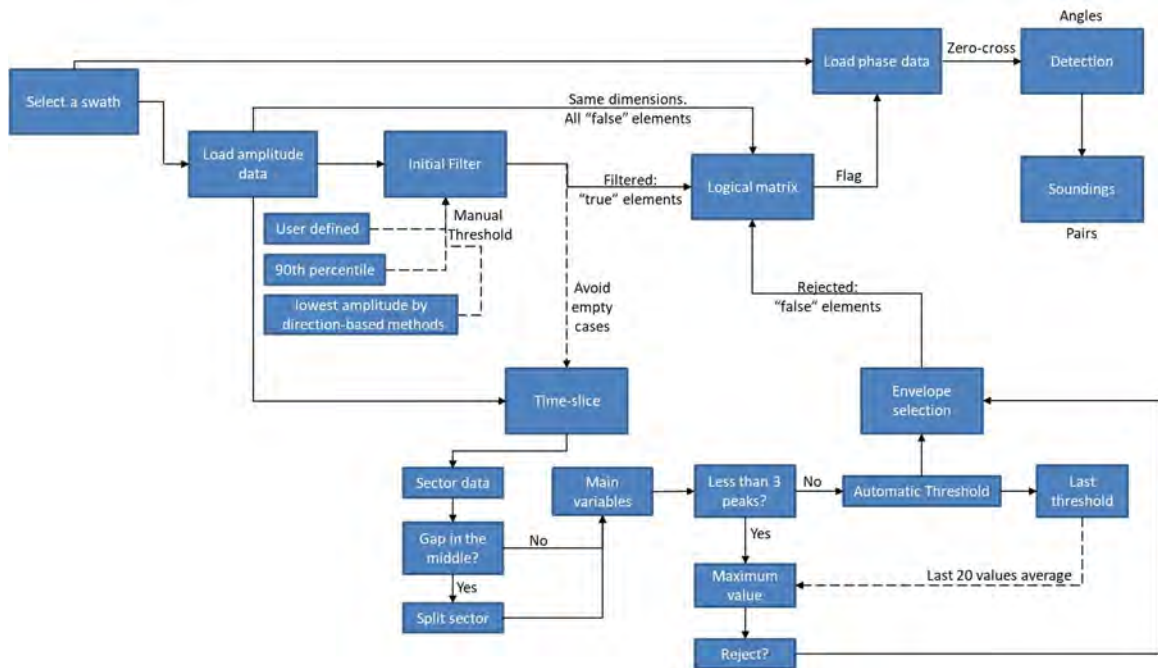 Angles
Select a swath
Load phase data
Zero-cross
Detection
Same dimensions.
All "false" elements
Load amplitude
data
Initial Filter
Filtered:
"true" elements
Logical matrix
Flag
Soundings
Pairs
Manual
Threshold
User defined
90th percentile
lowest amplitude by
direction-based methods
Avoid
empty
cases
Rejected:
"false" elements
Time-slice
Envelope
selection
Sector data
Main
variables
Less than 3
peaks?
No
Automatic Threshold
Last
threshold
Gap in the
middle?
No
Yes
Yes
Maximum
value
Last 20 values average
Split sector
Reject?